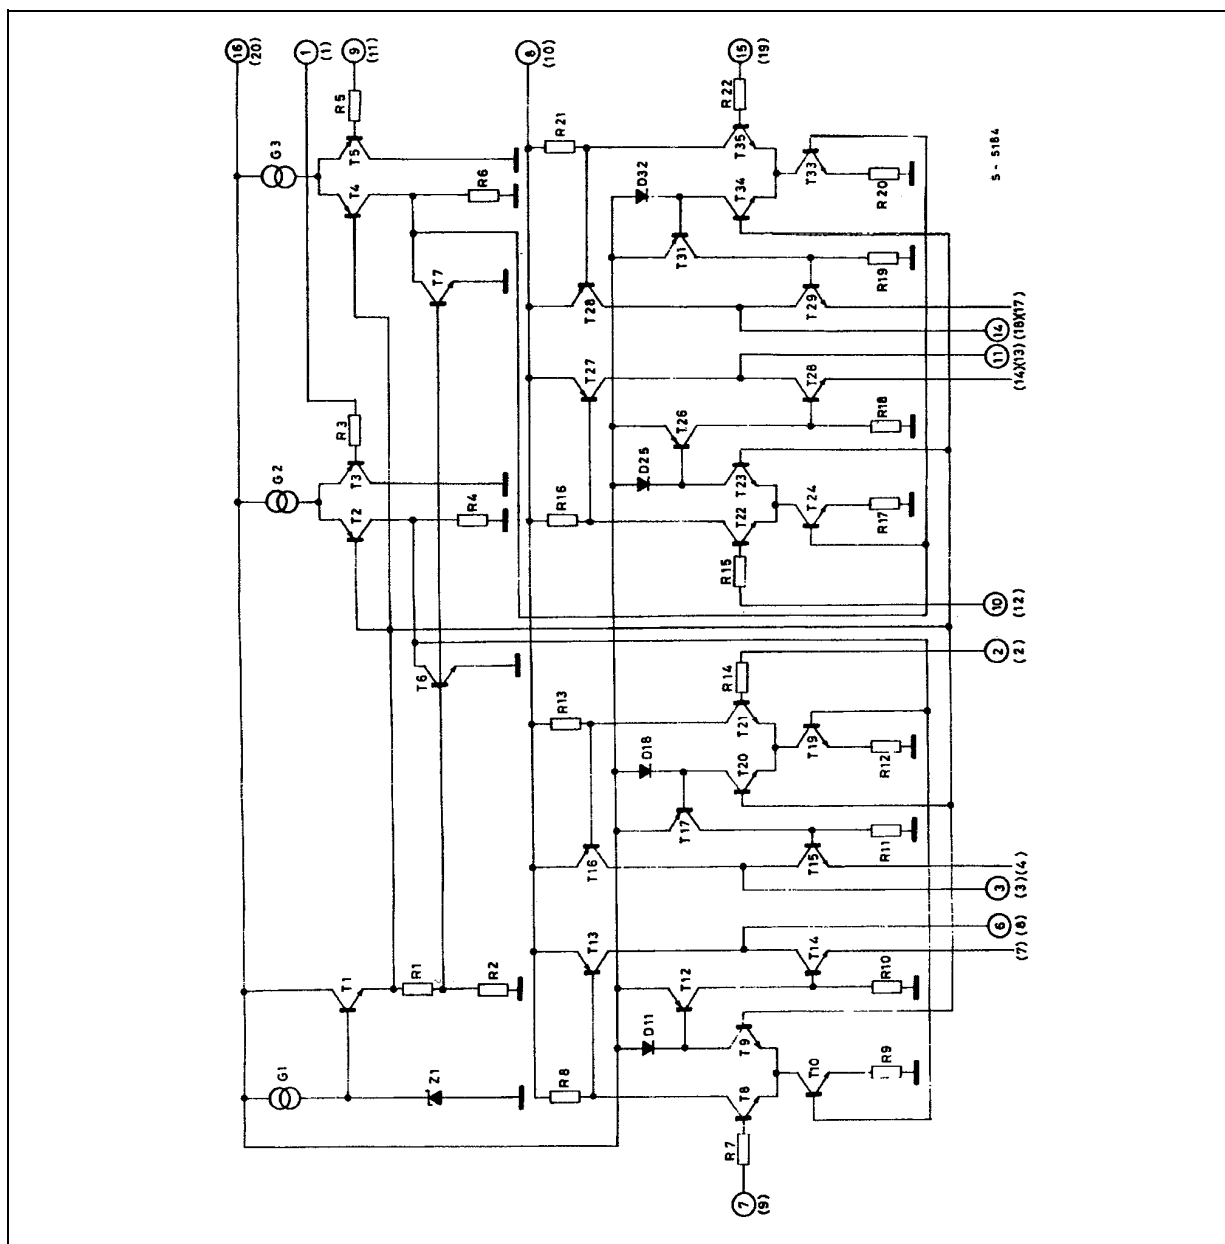 16
(20)
1
(1)
9
(11)
8
(10)
15
(19)
G3
R5
T5
T4
R6
T7
G2
R3
T3
T2
R4
T6
G1
T1
R1
R2
Z1
R21
R22
D32
T35
T34
T33
R20
S - 5184
T31
T28
T29
R19
14
(18)(17)
11
(14)(13)
T27
T26
T28
R18
D25
R16
T23
T22
T24
R17
R15
10
(12)
2
(2)
R13
R14
T21
D18
T20
T19
R12
T17
T16
T15
R11
3
(3)(4)
6
(7) (8)
T13
T14
T12
R10
D11
R8
T9
T8
T10
R9
R7
7
(9)